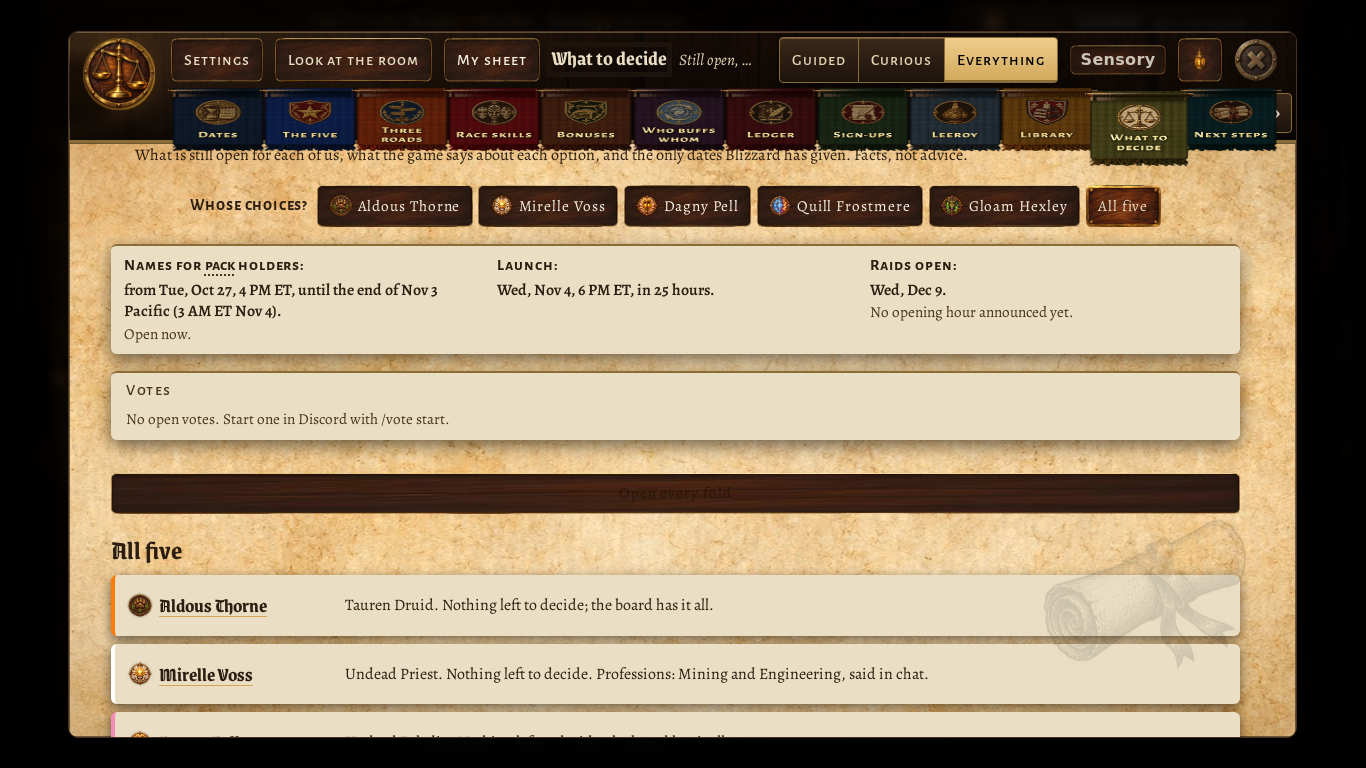 Settings
Look at the room
My sheet
What to decide
Still open, ...
Guided
Curious
Everything
Sensory
Dates
The Five
Three Roads
Race skills
Bonuses
Who buffs whom
Ledger
Sign-ups
Leeroy
Library
What to decide
Next steps
What is still open for each of us, what the game says about each option, and the only dates Blizzard has given. Facts, not advice.
Whose choices?
Aldous Thorne
Mirelle Voss
Dagny Pell
Quill Frostmere
Gloam Hexley
All five
Names for pack holders:
from Tue, Oct 27, 4 PM ET, until the end of Nov 3
Pacific (3 AM ET Nov 4).
Open now.
Launch:
Wed, Nov 4, 6 PM ET, in 25 hours.
Raids open:
Wed, Dec 9.
No opening hour announced yet.
Votes
No open votes. Start one in Discord with /vote start.
Open every fold
All five
Aldous Thorne
Tauren Druid. Nothing left to decide; the board has it all.
Mirelle Voss
Undead Priest. Nothing left to decide. Professions: Mining and Engineering, said in chat.